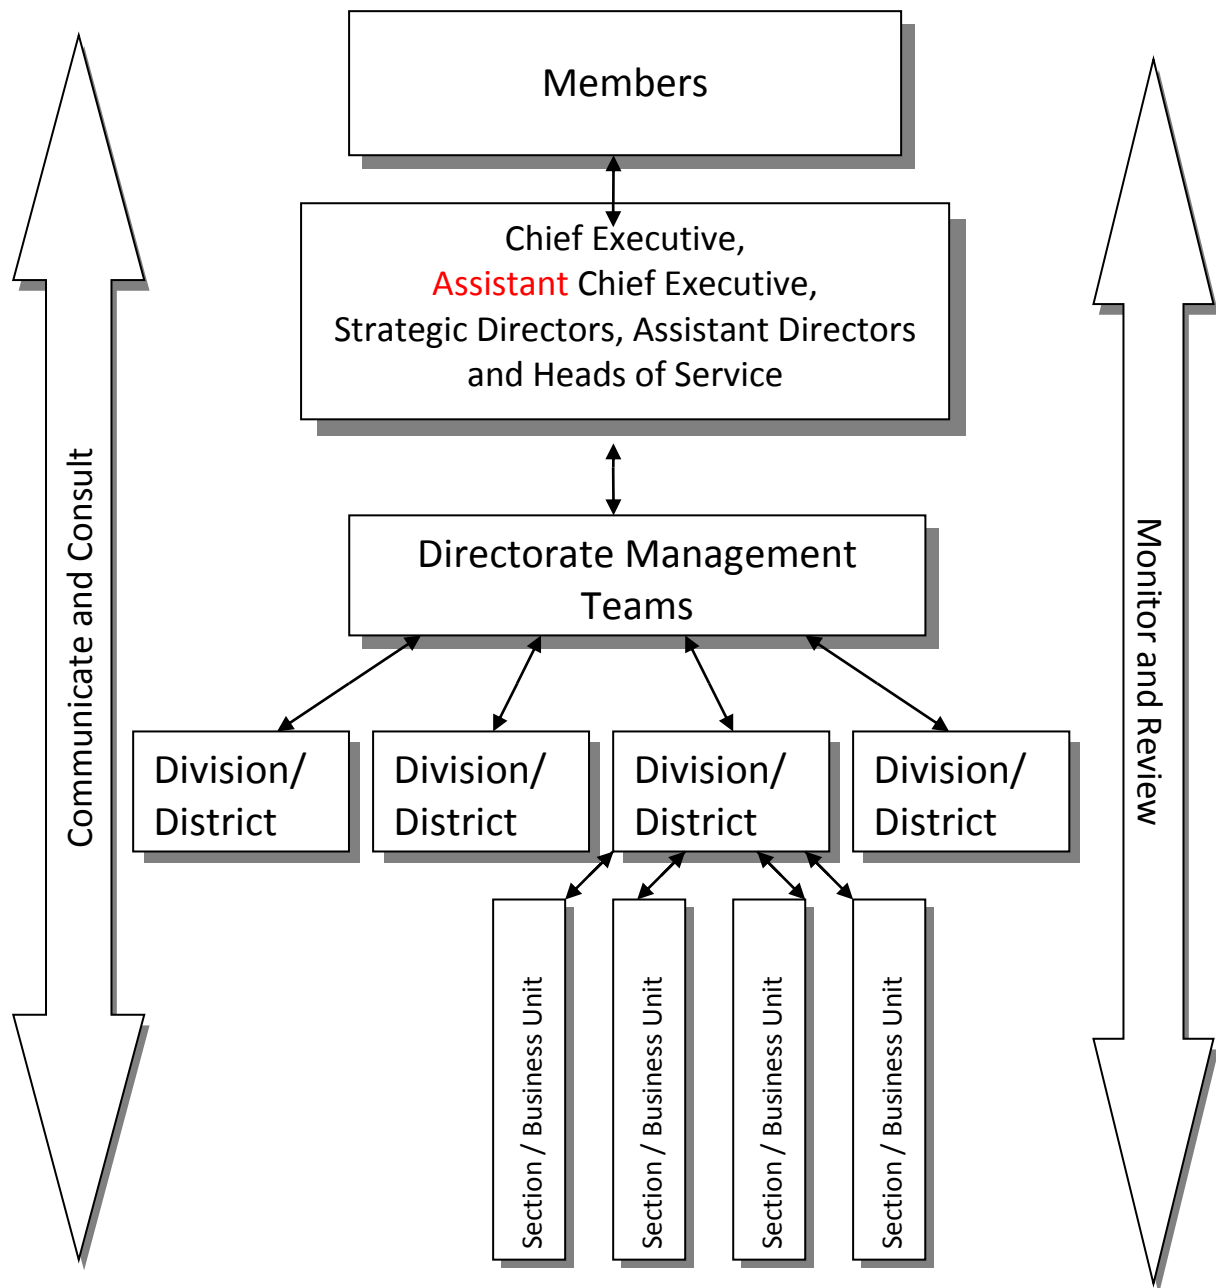 Members
Chief Executive,
Assistant Chief Executive,
Strategic Directors, Assistant Directors
and Heads of Service
Communicate and Consult
Monitor and Review
Directorate Management
Teams
Division/
District
Division/
District
Division/
District
Division/
District
Section / Business Unit
Section / Business Unit
Section / Business Unit
Section / Business Unit